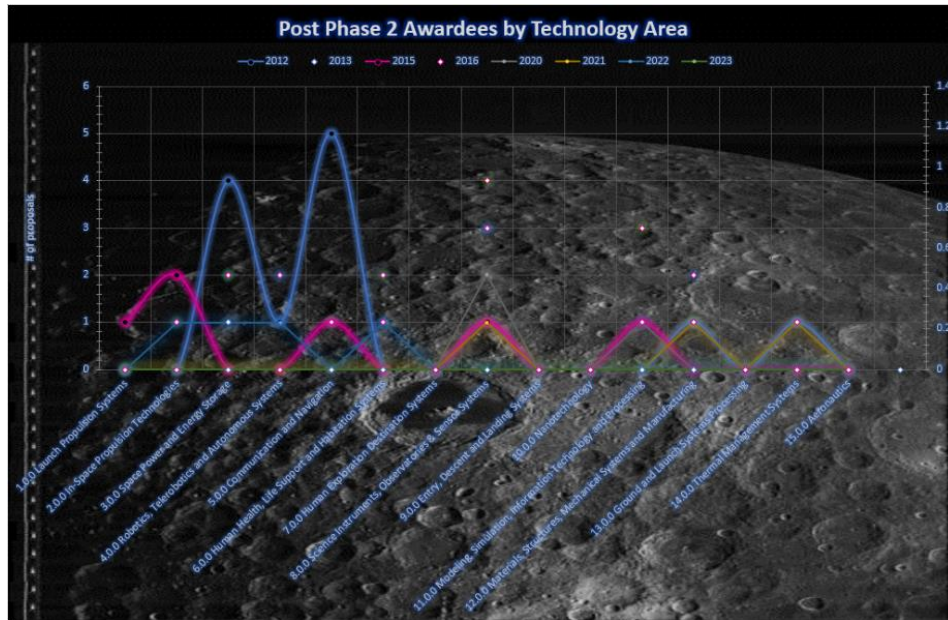 Post Phase 2 Awardees by Technology Area
2012 2013 2015 2016 2020 2021 2022 2023
6
5
4
3
2
1
0
# of proposals
1.4
1.2
1
0.8
0.6
0.4
0.2
0
1.0.0 Launch Propulsion Systems
2.0.0 In-Space Propulsion Technologies
3.0.0 Space Power and Energy Storage
4.0.0 Robotics, Telerobotics and Autonomous Systems
5.0.0 Communication and Navigation
6.0.0 Human Health, Life Support and Habitation Systems
7.0.0 Human Exploration Destination Systems
8.0.0 Science Instruments, Observatories & Sensor Systems
9.0.0 Entry, Descent and Landing Systems
10.0.0 Nanotechnology
11.0.0 Modeling, Simulation, Information Technology and Processing
12.0.0 Materials, Structures, Mechanical Systems and Manufacturing
13.0.0 Ground and Launch Systems Processing
14.0.0 Thermal Management Systems
15.0.0 Aeronautics